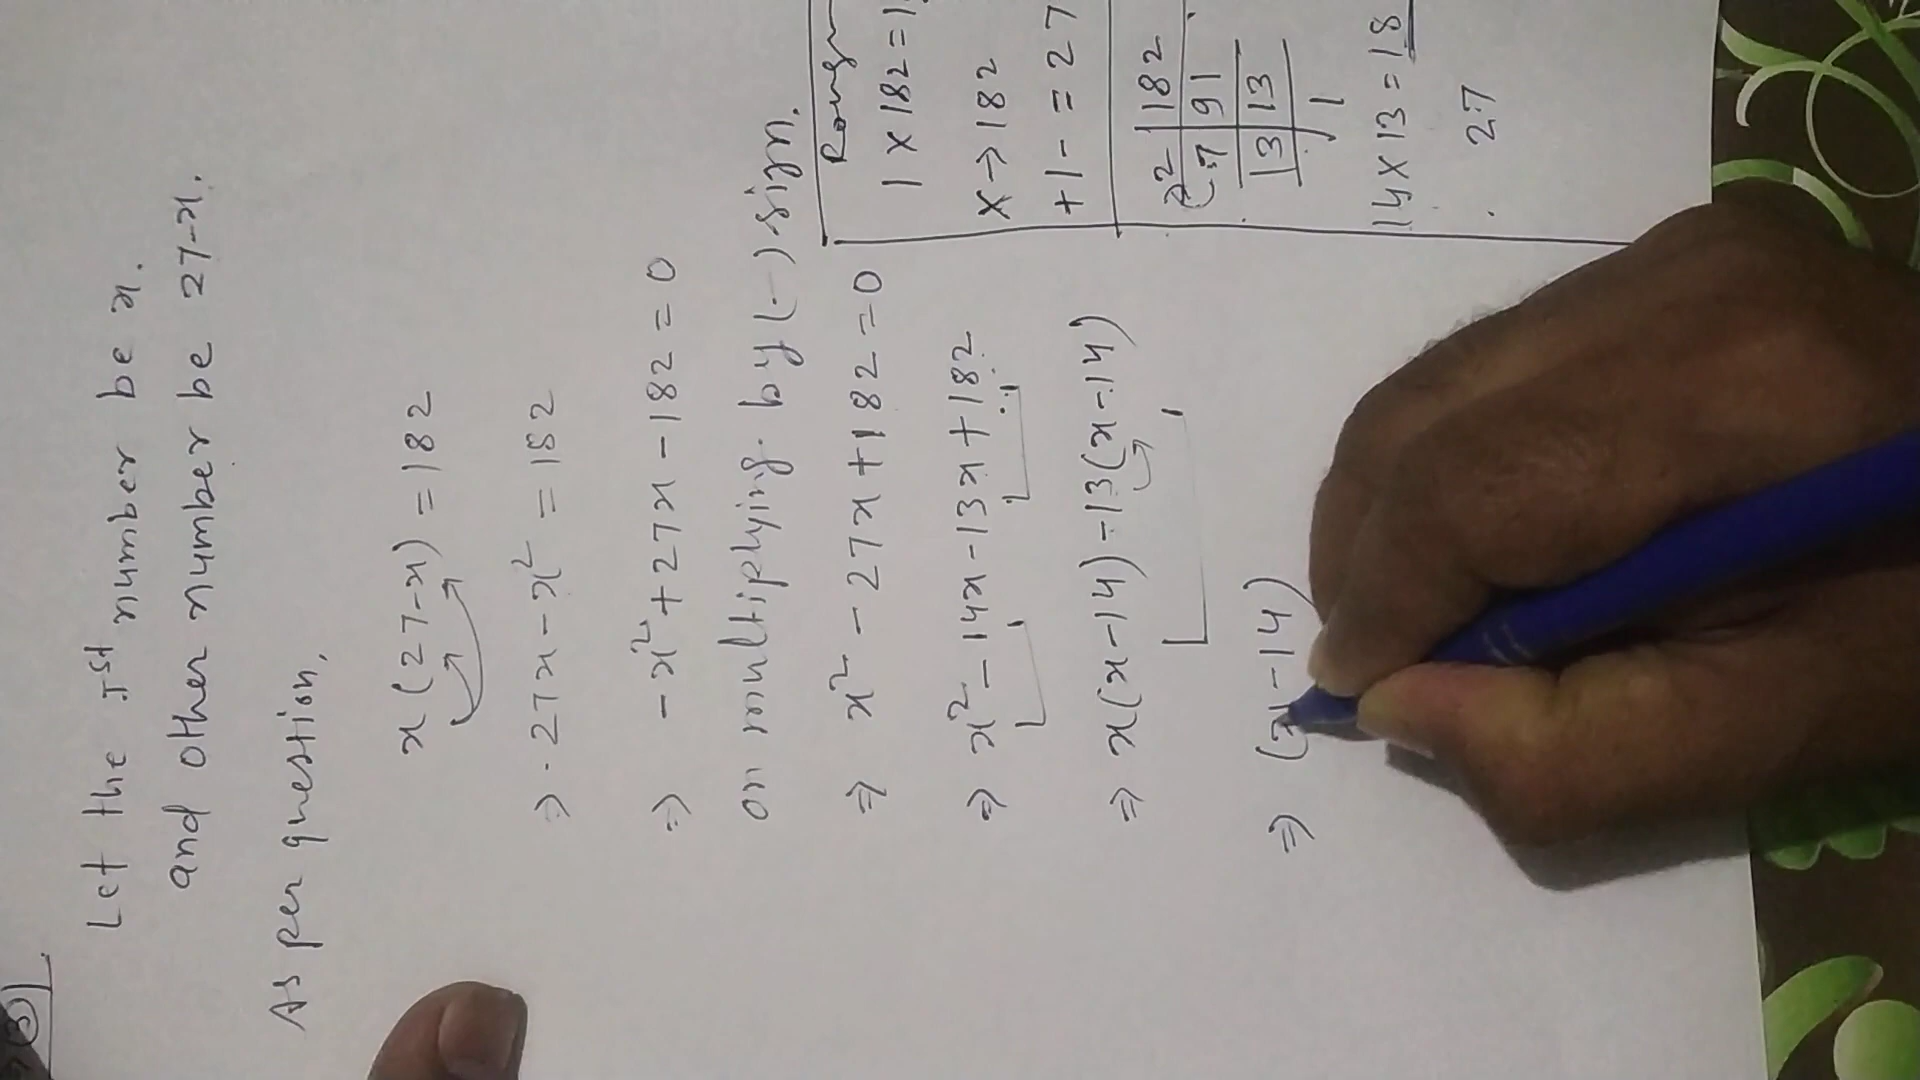 3
Let the Ist number be x.
and other number be 27-x.
As per question,
x(27-x) = 182
⇒ 27x - x² = 182
⇒ -x² + 27x - 182 = 0
on multiplying by (-) sign.
⇒ x² - 27x + 182 = 0
⇒ x² - 14x - 13x + 182
⇒ x(x-14) - 13(x-14)
⇒ (x-14)
1 x 182 = 1
x → 182
+1- = 27
2 | 182
7 | 91
13 | 13
1
14 x 13 = 18
27